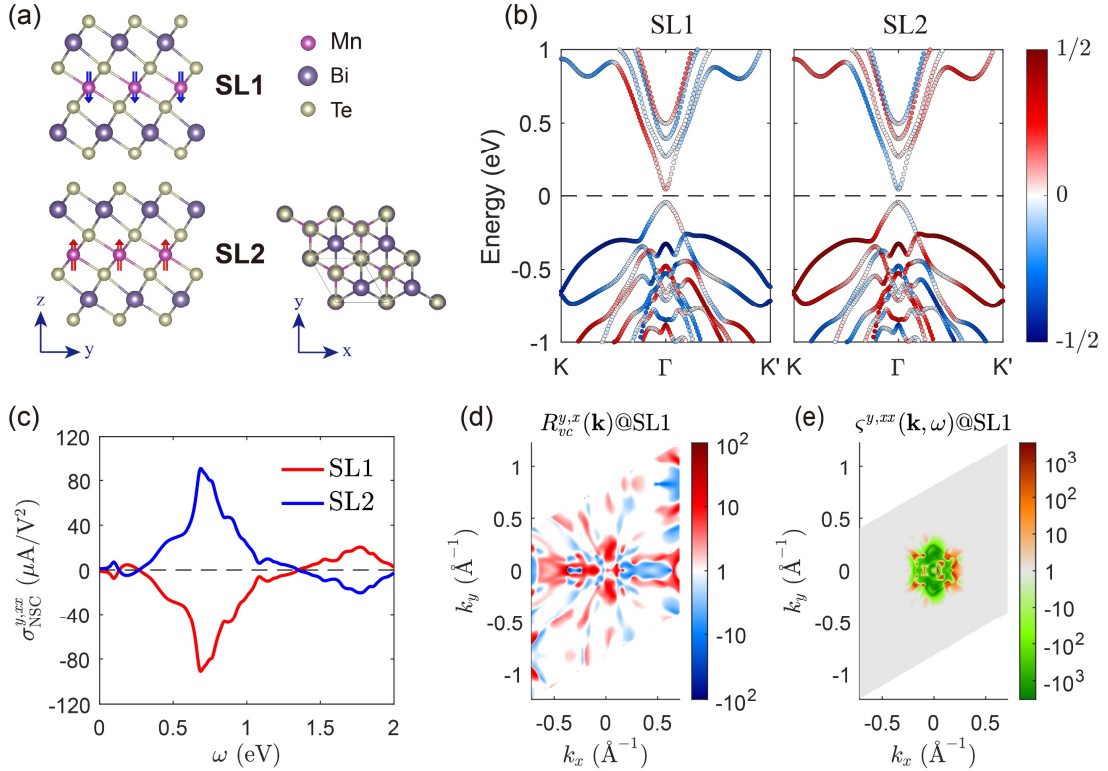 (a)
SL1
SL2
Mn
Bi
Te
z
y
y
x
(b)
SL1
SL2
Energy (eV)
1
0.5
0
-0.5
-1
K
Γ
K'
K
Γ
K'
1/2
0
-1/2
(c)
σ_NSC^{y,xx} (μA/V²)
120
80
40
0
-40
-80
-120
SL1
SL2
0
0.5
1
1.5
2
ω (eV)
(d)
R_{vc}^{y,x}(k)@SL1
k_y (Å⁻¹)
1
0.5
0
-0.5
-1
-0.5
0
0.5
k_x (Å⁻¹)
10²
10
1
-10
-10²
(e)
ς^{y,xx}(k, ω)@SL1
k_y (Å⁻¹)
1
0.5
0
-0.5
-1
-0.5
0
0.5
k_x (Å⁻¹)
10³
10²
10
1
-10
-10²
-10³